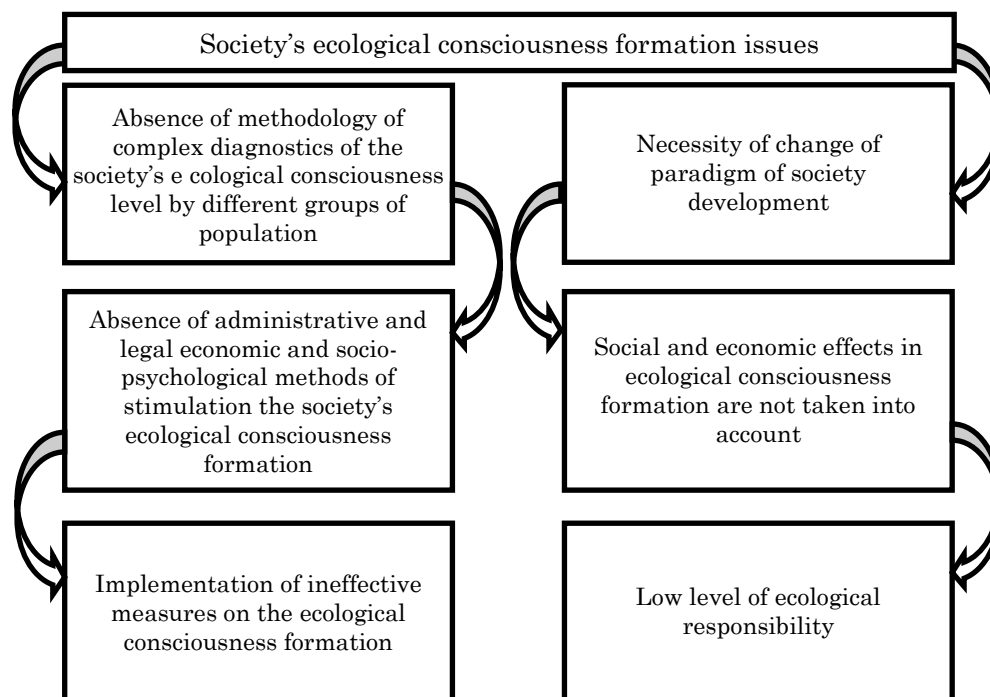 Society's ecological consciousness formation issues
Absence of methodology of
complex diagnostics of the
society's e cological consciousness
level by different groups of
population
Necessity of change of
paradigm of society
development
Absence of administrative and
legal economic and socio-
psychological methods of
stimulation the society's
ecological consciousness
formation
Social and economic effects in
ecological consciousness
formation are not taken into
account
Implementation of ineffective
measures on the ecological
consciousness formation
Low level of ecological
responsibility